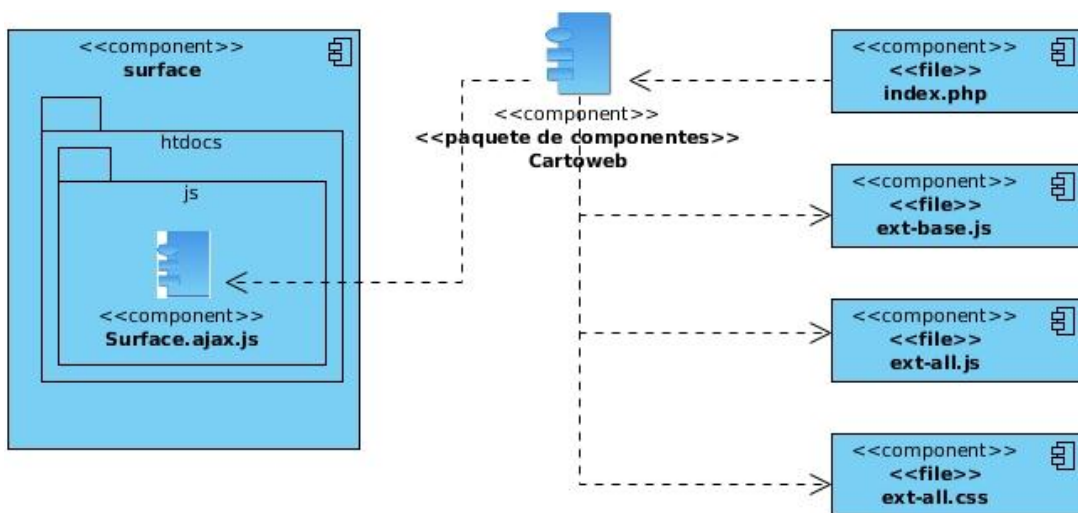 <<component>>
surface
htdocs
js
<<component>>
Surface.ajax.js
<<component>>
<<paquete de componentes>>
Cartoweb
<<component>>
<<file>>
index.php
<<component>>
<<file>>
ext-base.js
<<component>>
<<file>>
ext-all.js
<<component>>
<<file>>
ext-all.css